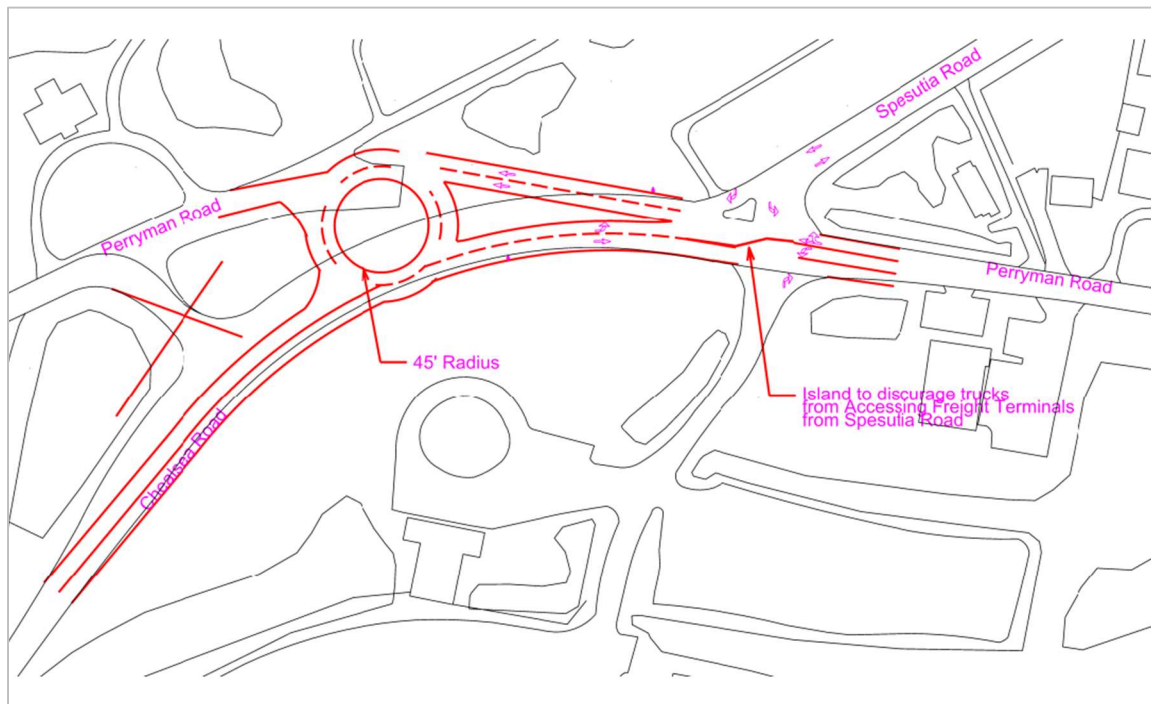 Spesutia Road
Perryman Road
Perryman Road
45' Radius
Island to discurage trucks
from Accessing Freight Terminals
from Spesutia Road
Chealsea Road